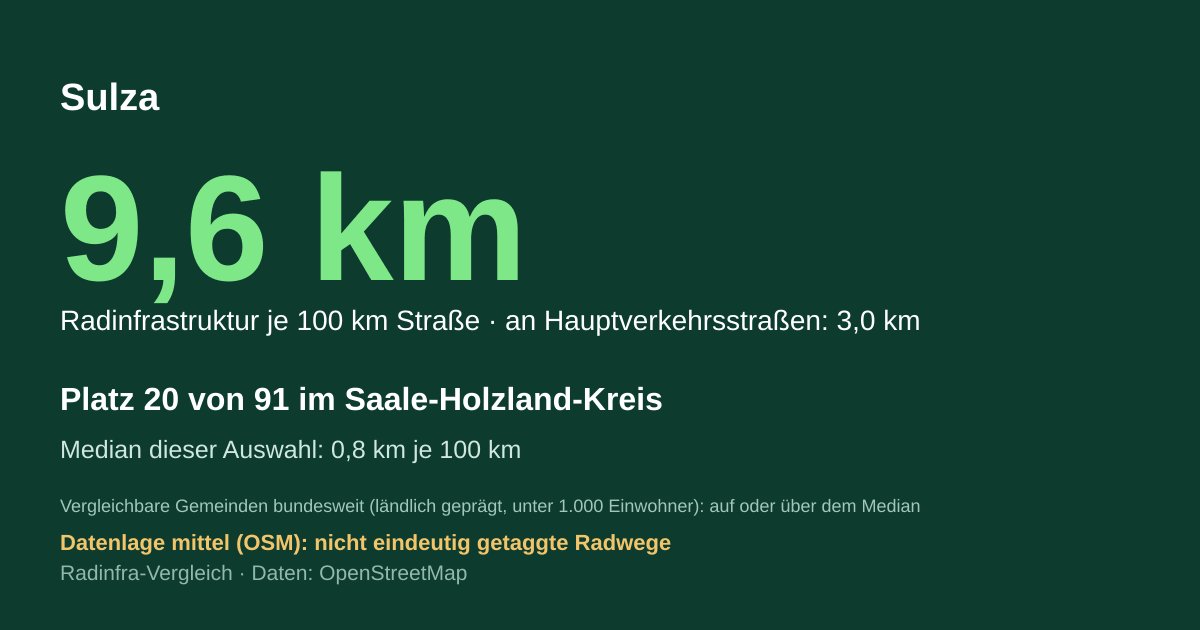 Sulza
9,6 km
Radinfrastruktur je 100 km Straße · an Hauptverkehrsstraßen: 3,0 km
Platz 20 von 91 im Saale-Holzland-Kreis
Median dieser Auswahl: 0,8 km je 100 km
Vergleichbare Gemeinden bundesweit (ländlich geprägt, unter 1.000 Einwohner): auf oder über dem Median
Datenlage mittel (OSM): nicht eindeutig getaggte Radwege
Radinfra-Vergleich · Daten: OpenStreetMap